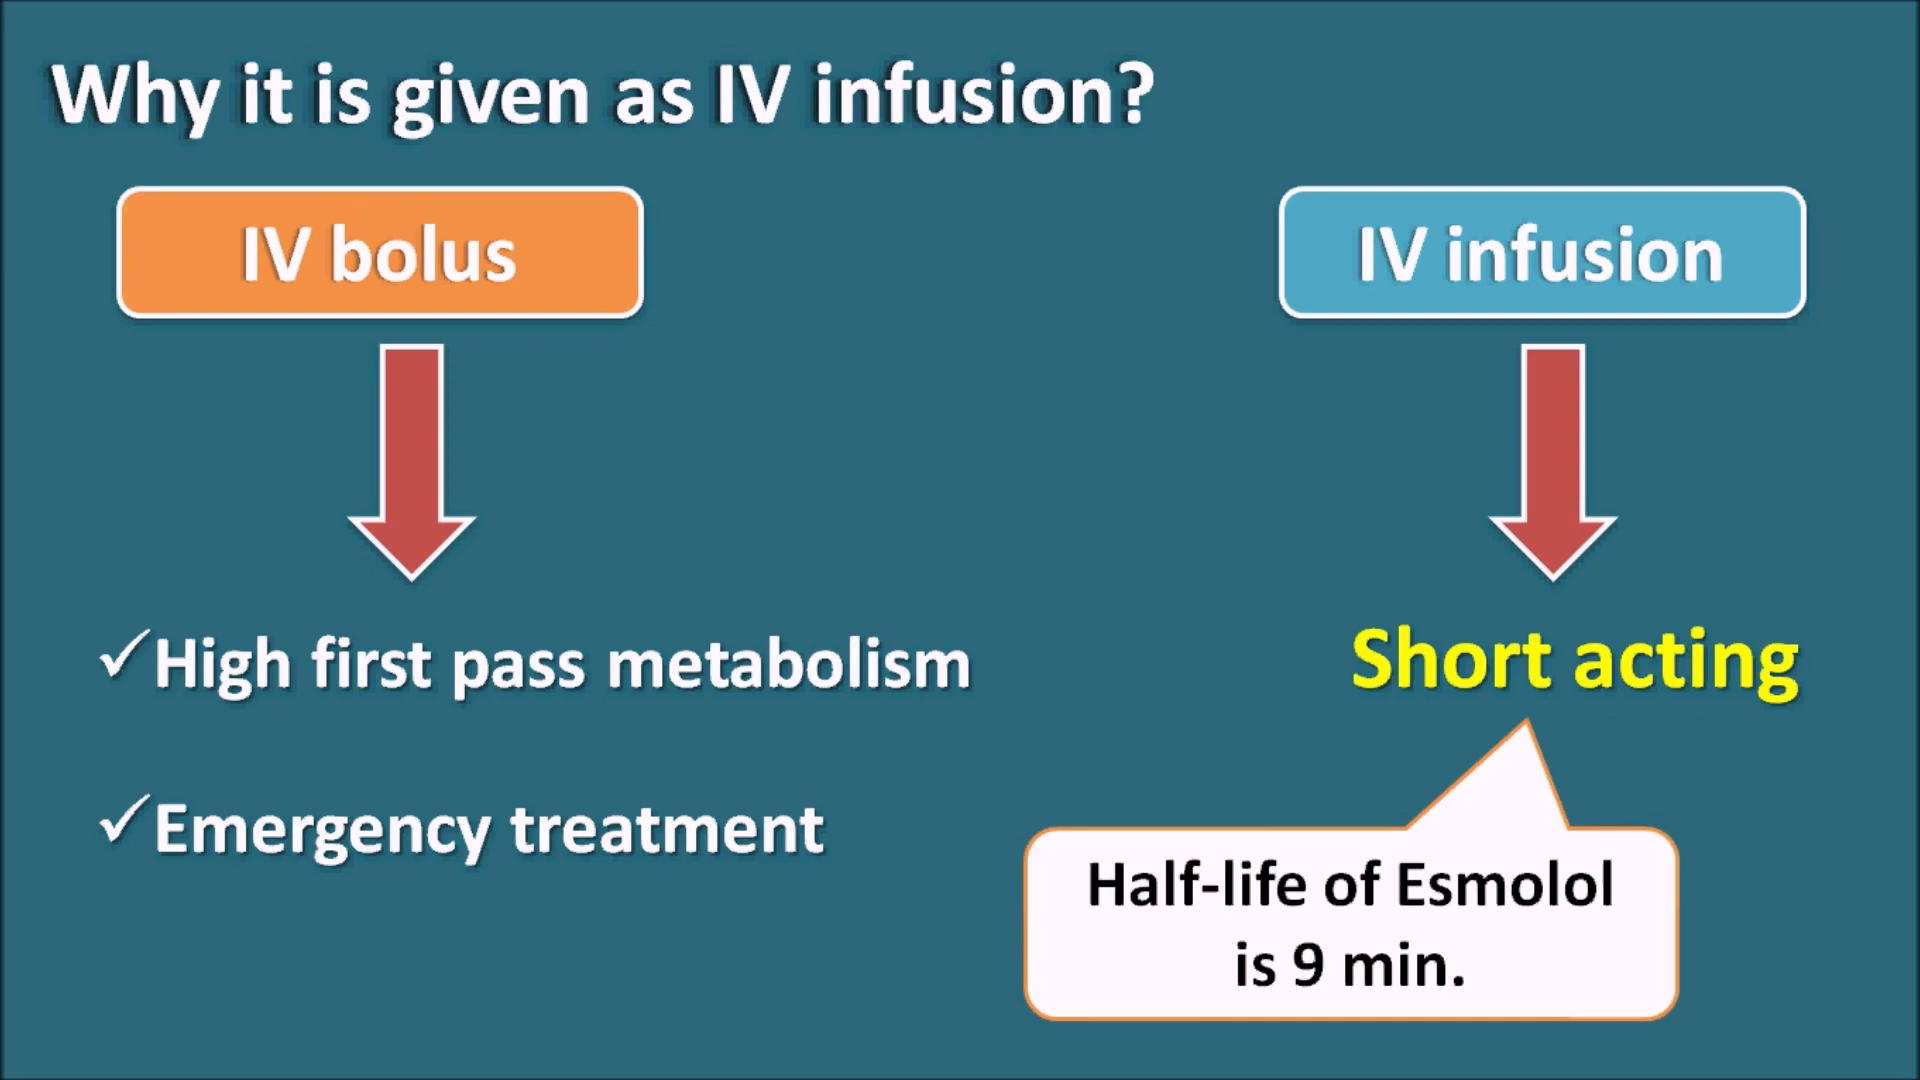 Why it is given as IV infusion?
IV bolus
IV infusion
✓High first pass metabolism
Short acting
✓Emergency treatment
Half-life of Esmolol
is 9 min.